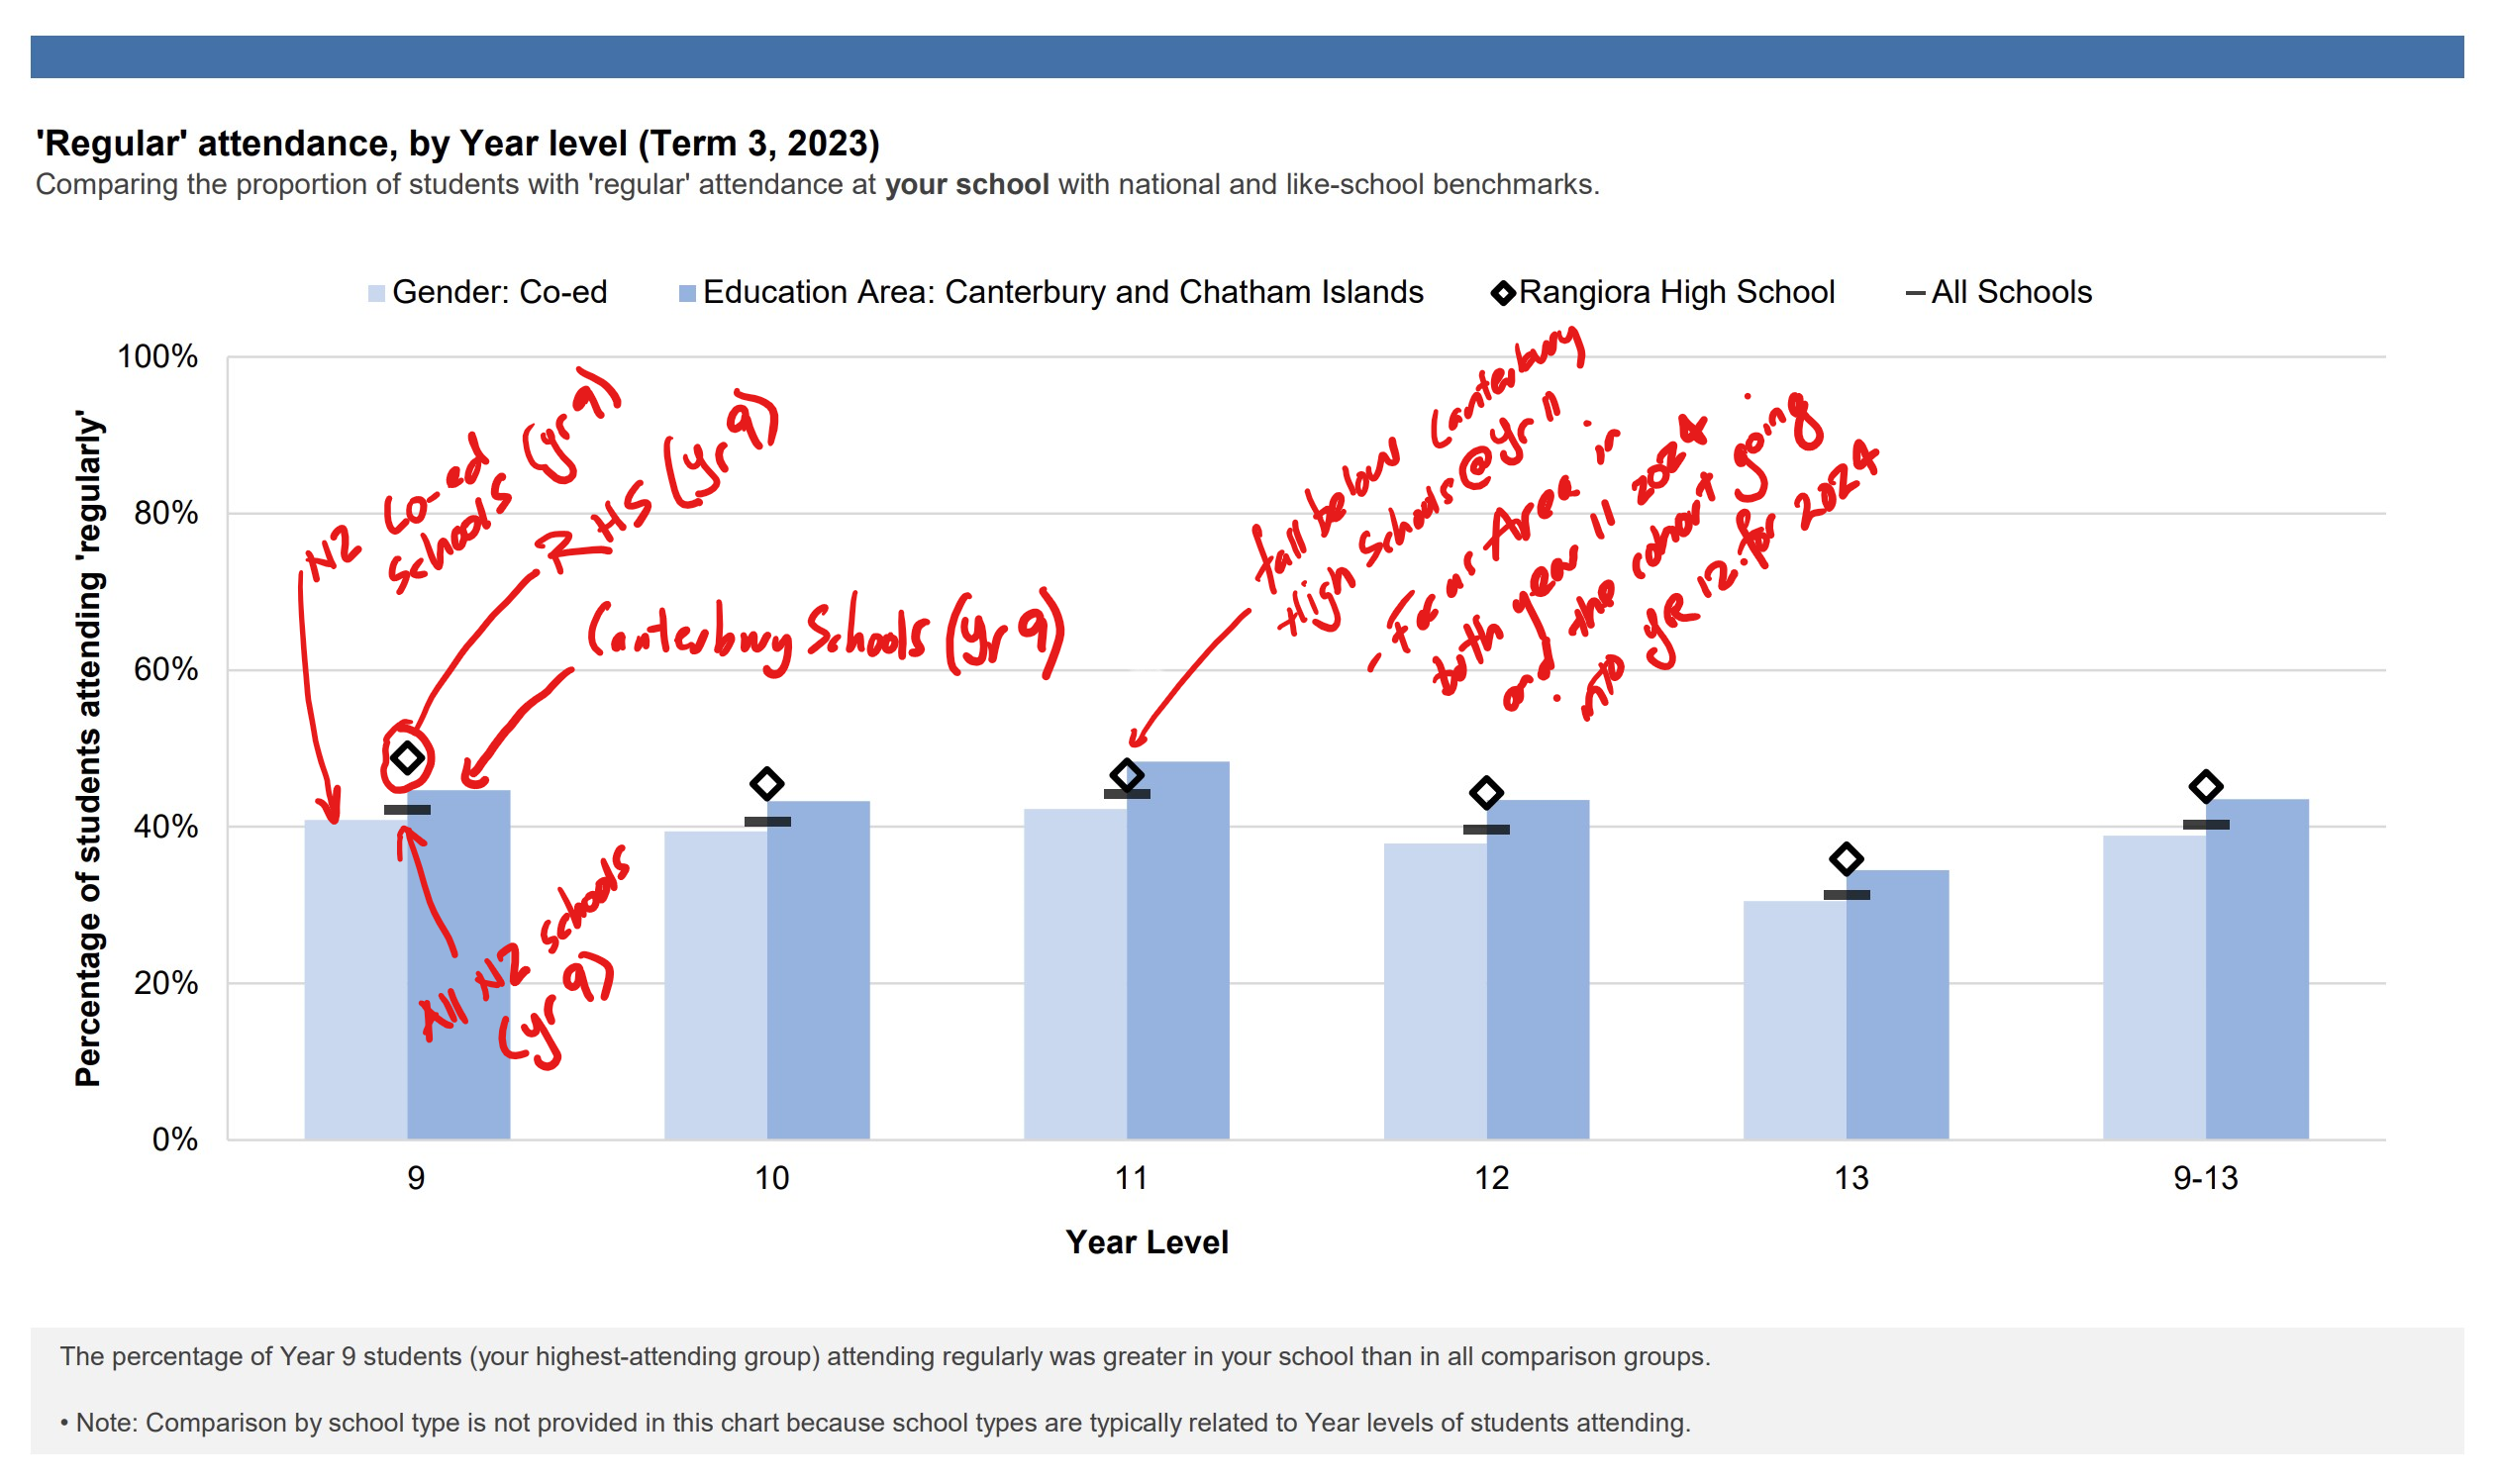 'Regular' attendance, by Year level (Term 3, 2023)
Comparing the proportion of students with 'regular' attendance at your school with national and like-school benchmarks.
Gender: Co-ed
Education Area: Canterbury and Chatham Islands
Rangiora High School
All Schools
Percentage of students attending 'regularly'
100%
80%
60%
40%
20%
0%
NZ Co-ed
schools (yr 9)
RHS (yr 9)
Canterbury Schools (yr 9)
All NZ schools
(yr 9)
Fall below Canterbury
High Schools @ yr 11.
- Focus Area in
with Year 11 2024
and the cohort going
into YR 12 for 2024
9
10
11
12
13
9-13
Year Level
The percentage of Year 9 students (your highest-attending group) attending regularly was greater in your school than in all comparison groups.
• Note: Comparison by school type is not provided in this chart because school types are typically related to Year levels of students attending.